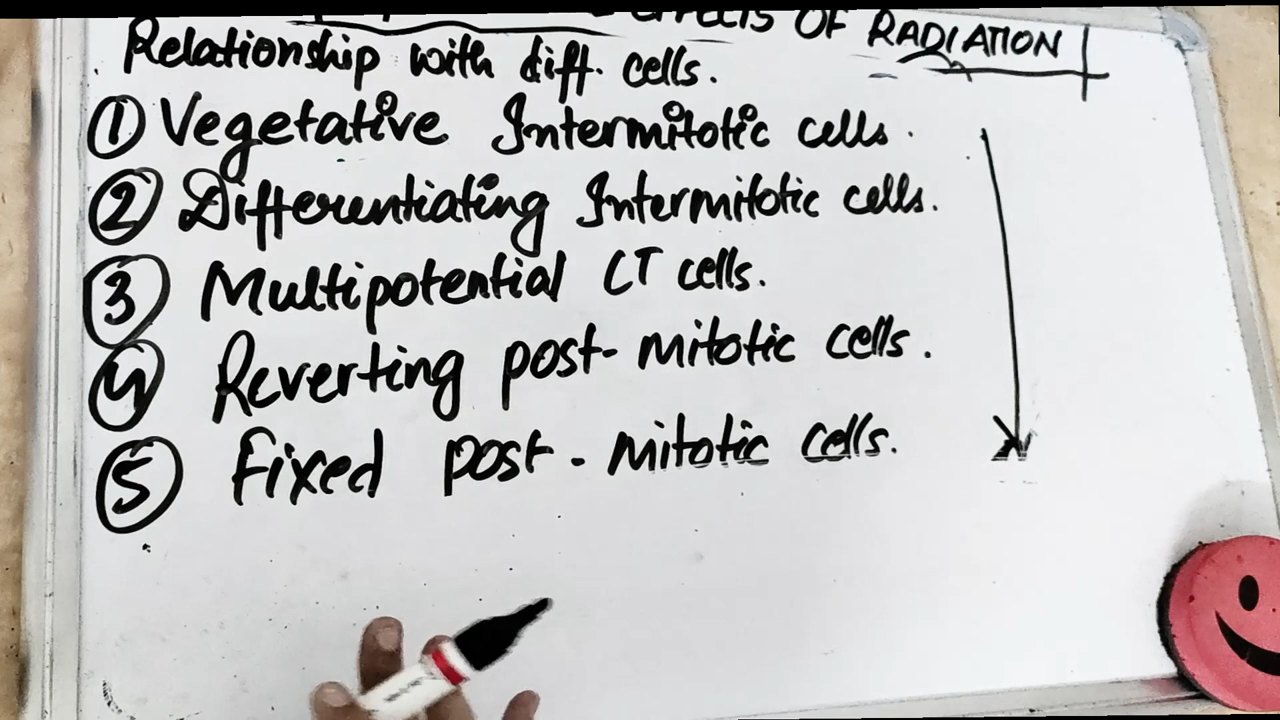 EFFECTS OF RADIATION
Relationship with diff. cells.
① Vegetative Intermitotic cells.
② Differentiating Intermitotic cells.
③ Multipotential CT cells.
④ Reverting post-mitotic cells.
⑤ Fixed post-mitotic cells.